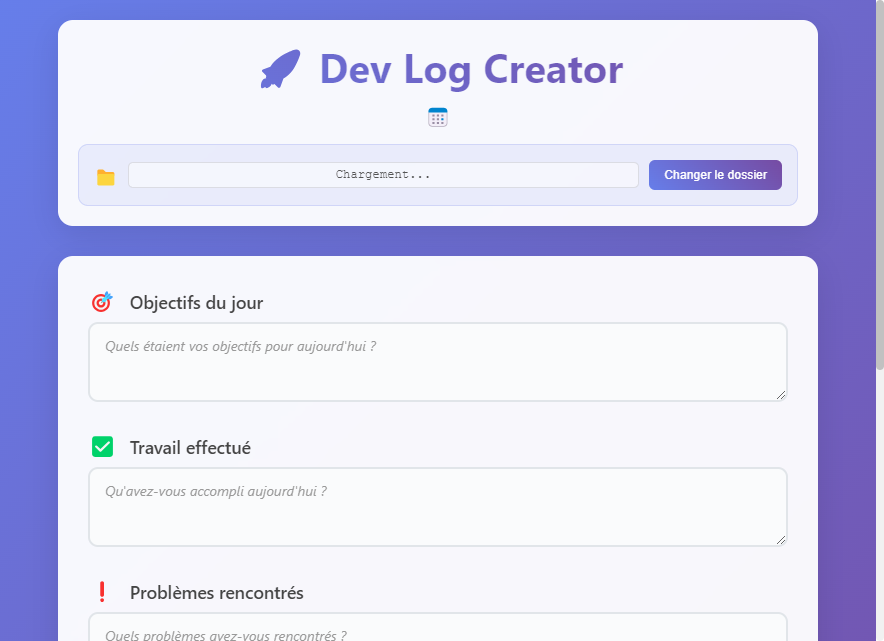 Dev Log Creator
Chargement...
Changer le dossier
Objectifs du jour
Quels étaient vos objectifs pour aujourd'hui ?
Travail effectué
Qu'avez-vous accompli aujourd'hui ?
Problèmes rencontrés
Quels problèmes avez-vous rencontrés ?